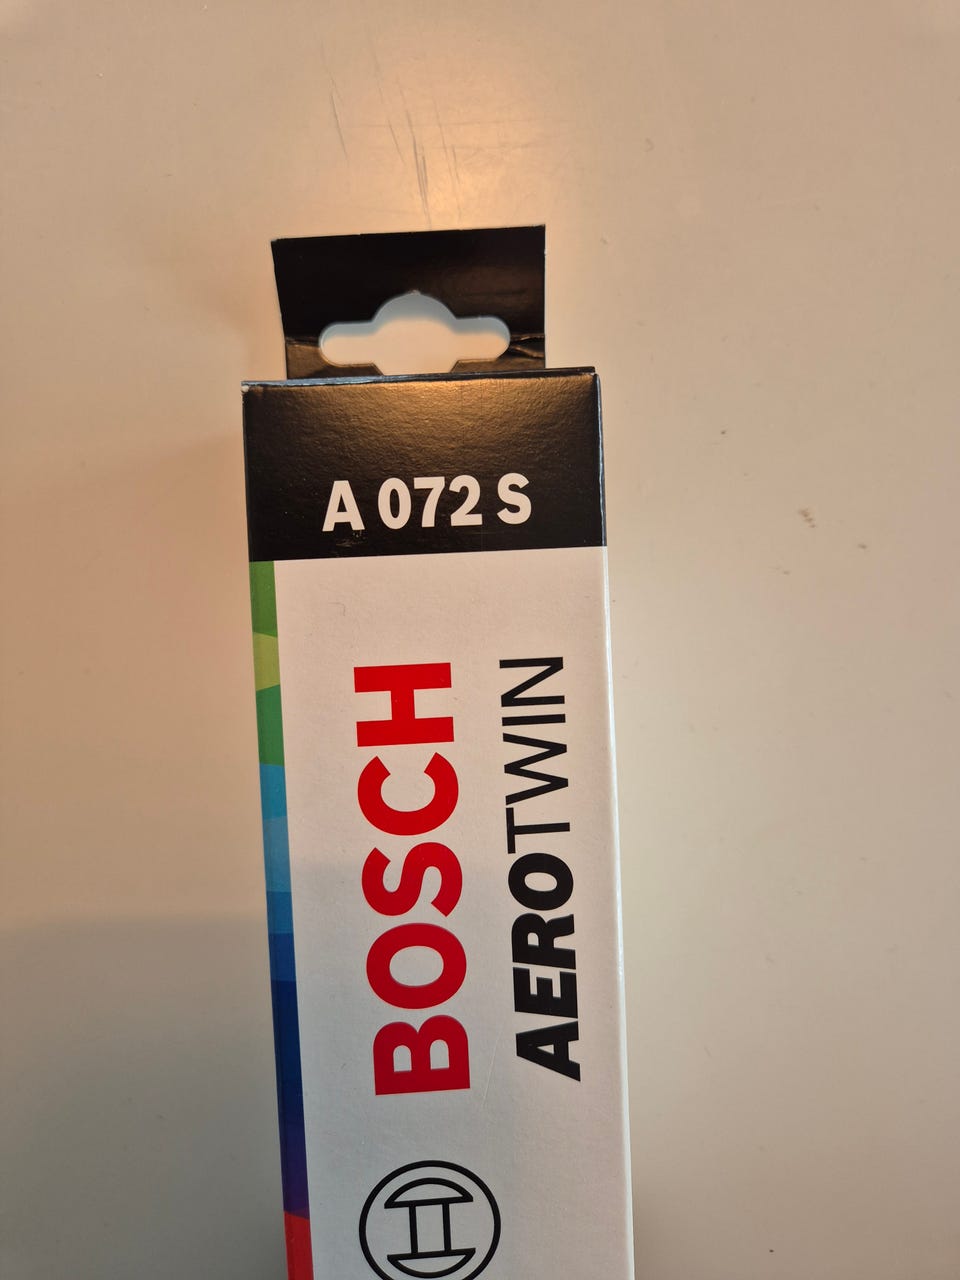 A 072 S
BOSCH
AEROTWIN